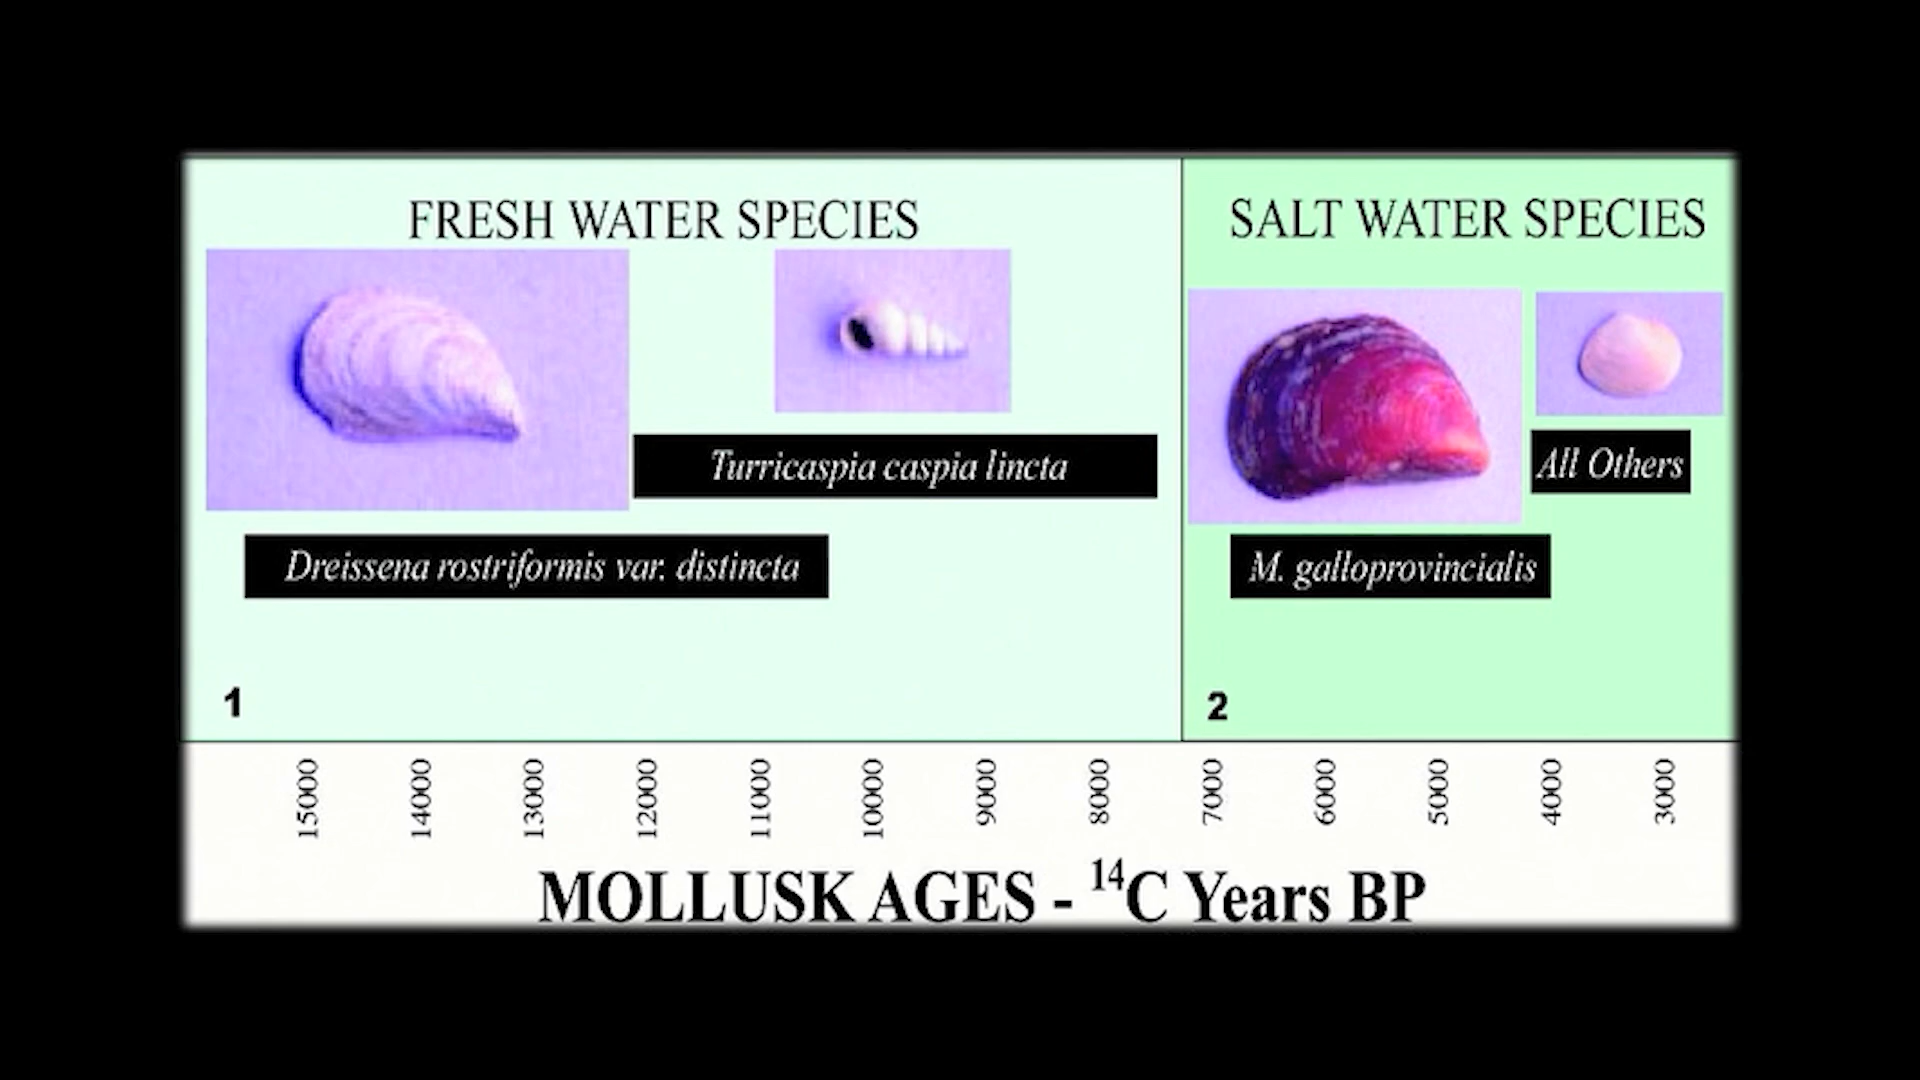 FRESH WATER SPECIES
Turricaspia caspia lincta
Dreissena rostriformis var. distincta
1
SALT WATER SPECIES
All Others
M. galloprovincialis
2
15000 14000 13000 12000 11000 10000 9000 8000 7000 6000 5000 4000 3000
MOLLUSK AGES - ¹⁴C Years BP